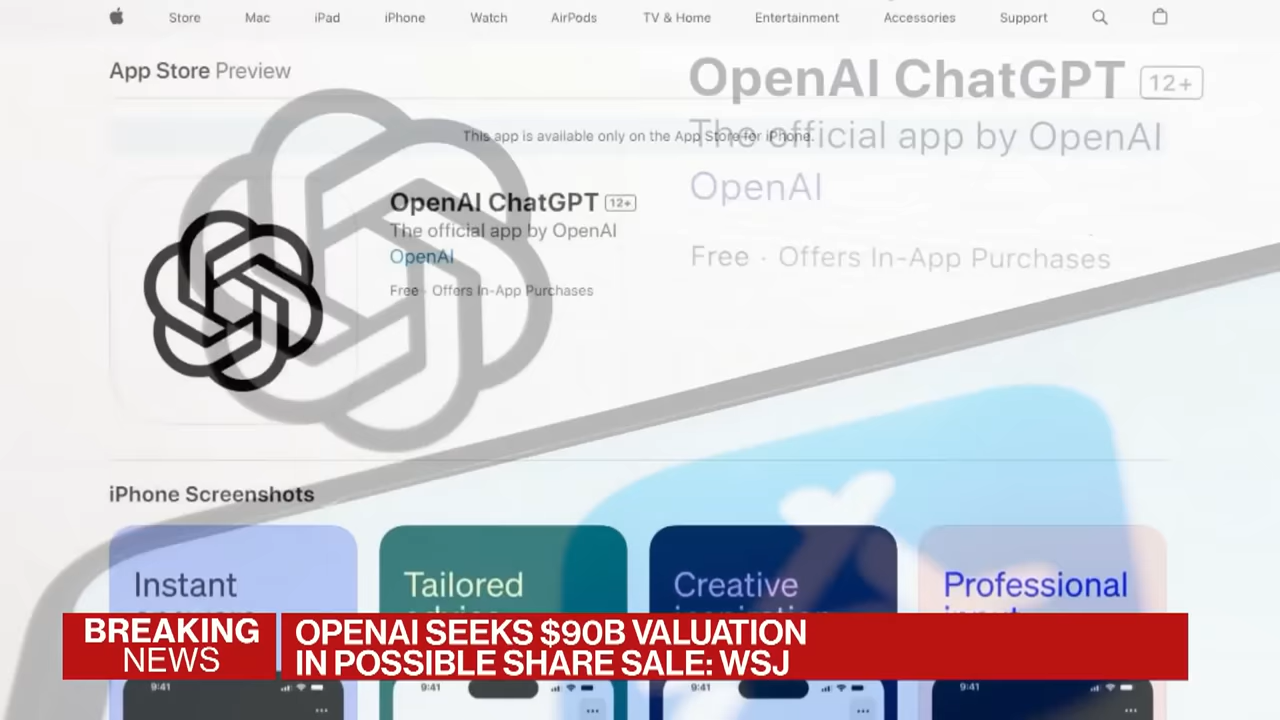 Store Mac iPad iPhone Watch AirPods TV & Home Entertainment Accessories Support
App Store Preview
OpenAI ChatGPT 12+
The official app by OpenAI
OpenAI
Free · Offers In-App Purchases
This app is available only on the App Store for iPhone.
OpenAI ChatGPT 12+
The official app by OpenAI
OpenAI
Free · Offers In-App Purchases
iPhone Screenshots
Instant
Tailored
advice
Creative
inspiration
Professional
input
BREAKING
NEWS
OPENAI SEEKS $90B VALUATION
IN POSSIBLE SHARE SALE: WSJ
9:41
9:41
9:41
9:41